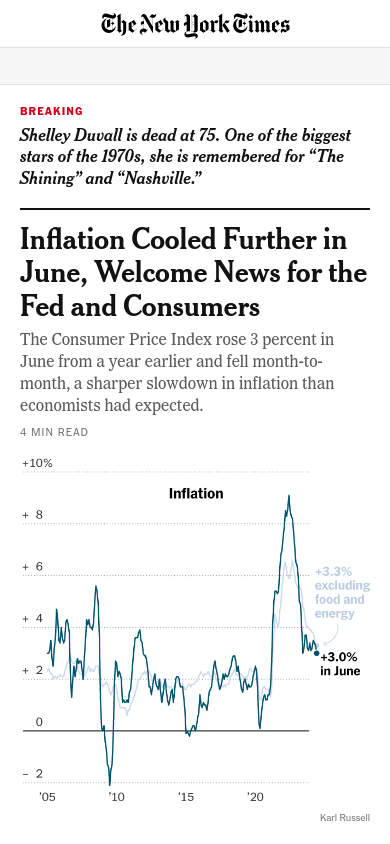 The New York Times
BREAKING
Shelley Duvall is dead at 75. One of the biggest
stars of the 1970s, she is remembered for “The
Shining” and “Nashville.”
Inflation Cooled Further in
June, Welcome News for the
Fed and Consumers
The Consumer Price Index rose 3 percent in
June from a year earlier and fell month-to-
month, a sharper slowdown in inflation than
economists had expected.
4 MIN READ
+10%
Inflation
+ 8
+ 6
+3.3%
excluding
food and
energy
+ 4
+3.0%
in June
+ 2
0
– 2
’05
’10
’15
’20
Karl Russell